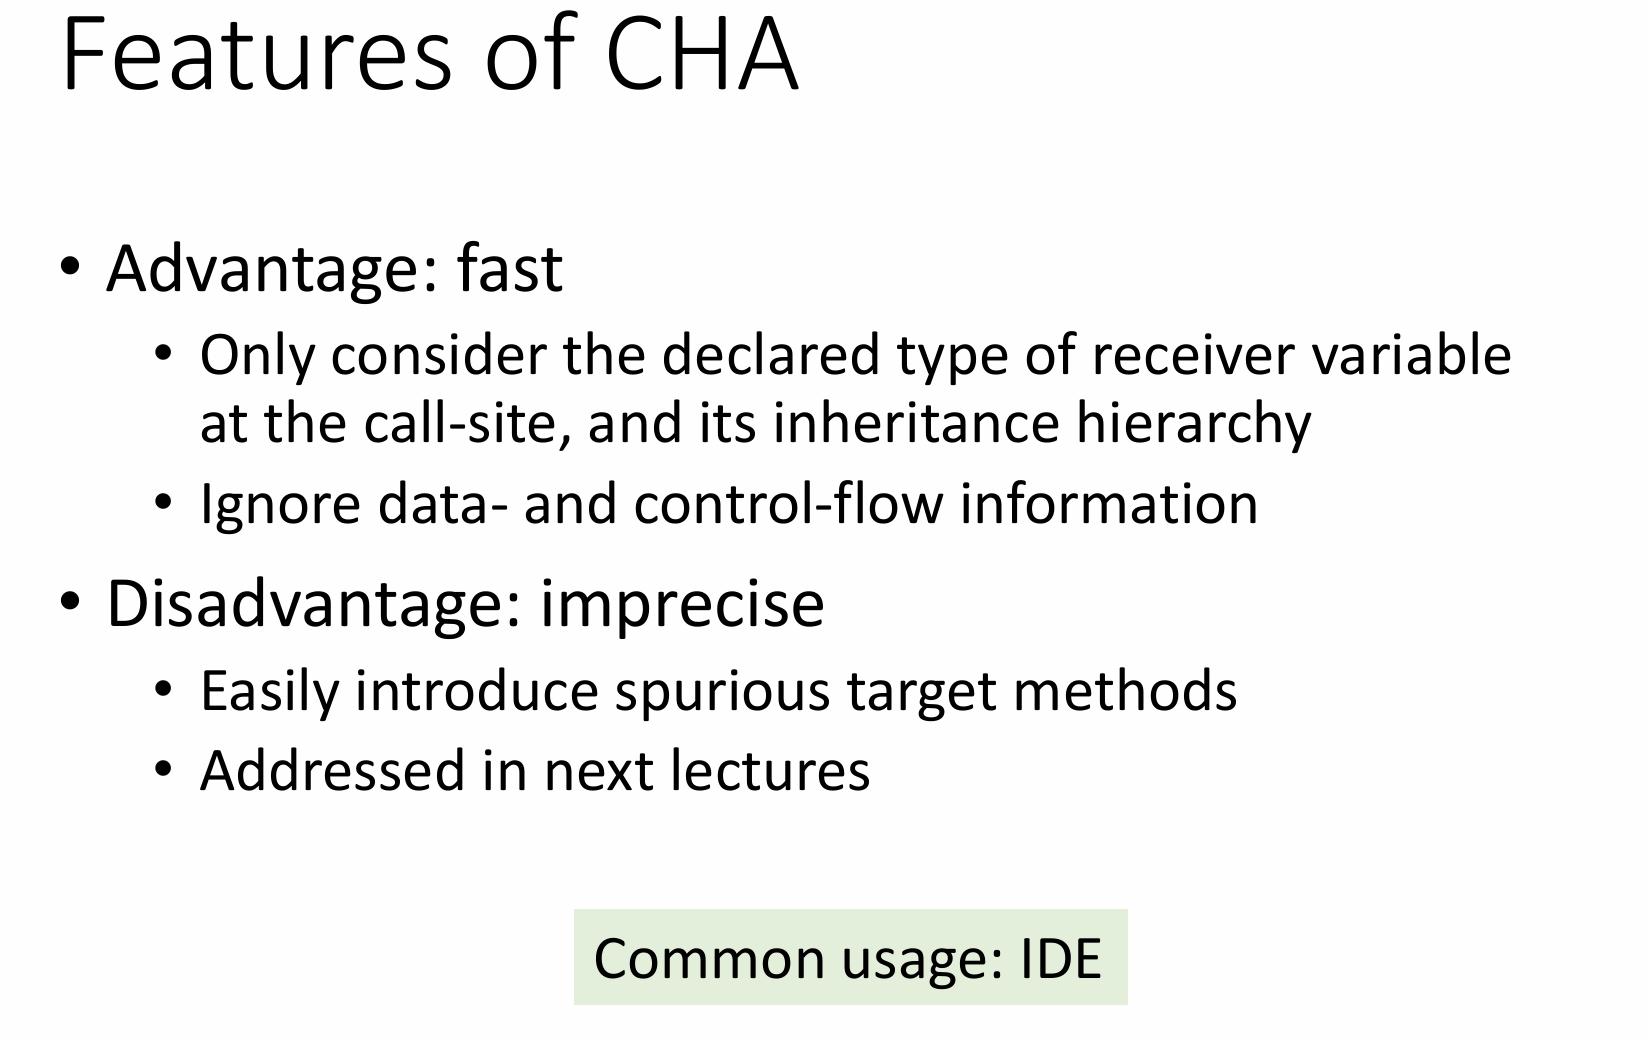 Features of CHA
• Advantage: fast
• Only consider the declared type of receiver variable
at the call-site, and its inheritance hierarchy
• Ignore data- and control-flow information
• Disadvantage: imprecise
• Easily introduce spurious target methods
• Addressed in next lectures
Common usage: IDE